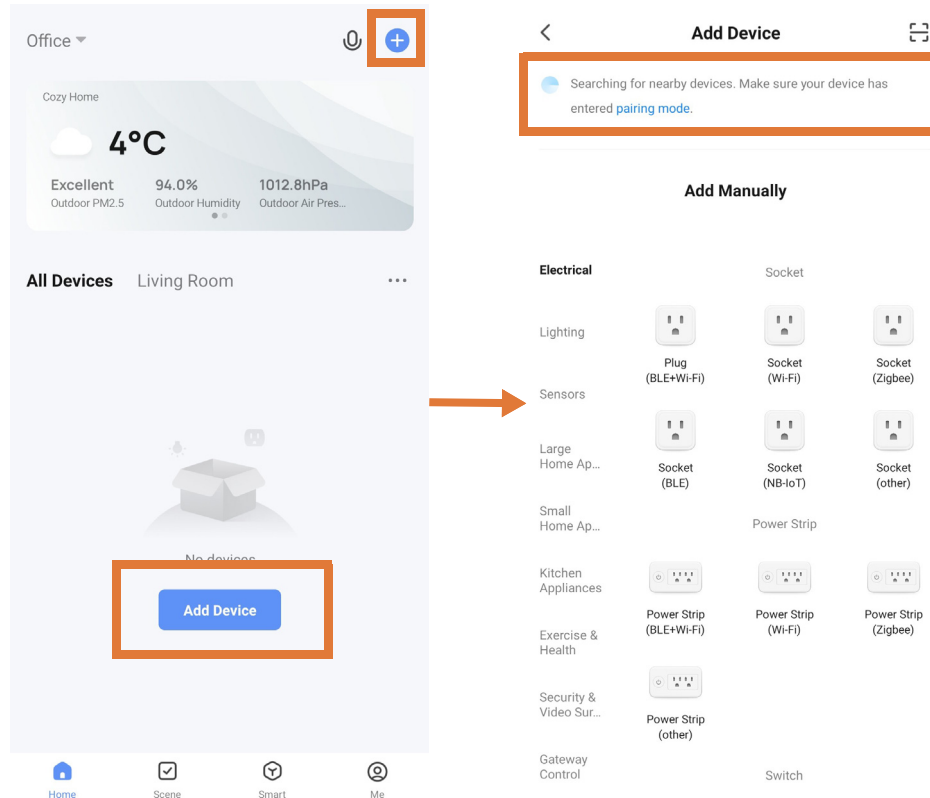 Office
Cozy Home
4°C
Excellent 94.0% 1012.8hPa
Outdoor PM2.5 Outdoor Humidity Outdoor Air Pres...
All Devices Living Room
No devices
Add Device
Home Scene Smart Me
Add Device
Searching for nearby devices. Make sure your device has
entered pairing mode.
Add Manually
Electrical
Lighting
Sensors
Large
Home Ap...
Small
Home Ap...
Kitchen
Appliances
Exercise &
Health
Security &
Video Sur...
Gateway
Control
Socket
Plug Socket Socket
(BLE+Wi-Fi) (Wi-Fi) (Zigbee)
Socket Socket Socket
(BLE) (NB-IoT) (other)
Power Strip
Power Strip Power Strip Power Strip
(BLE+Wi-Fi) (Wi-Fi) (Zigbee)
Power Strip
(other)
Switch